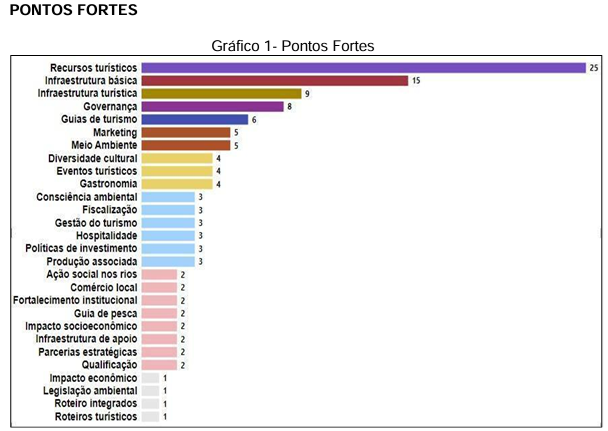 PONTOS FORTES
Gráfico 1- Pontos Fortes
Recursos turísticos 25
Infraestrutura básica 15
Infraestrutura turística 9
Governança 8
Guias de turismo 6
Marketing 5
Meio Ambiente 5
Diversidade cultural 4
Eventos turísticos 4
Gastronomia 4
Consciência ambiental 3
Fiscalização 3
Gestão do turismo 3
Hospitalidade 3
Políticas de investimento 3
Produção associada 3
Ação social nos rios 2
Comércio local 2
Fortalecimento institucional 2
Guia de pesca 2
Impacto socioeconômico 2
Infraestrutura de apoio 2
Parcerias estratégicas 2
Qualificação 2
Impacto econômico 1
Legislação ambiental 1
Roteiro integrados 1
Roteiros turísticos 1